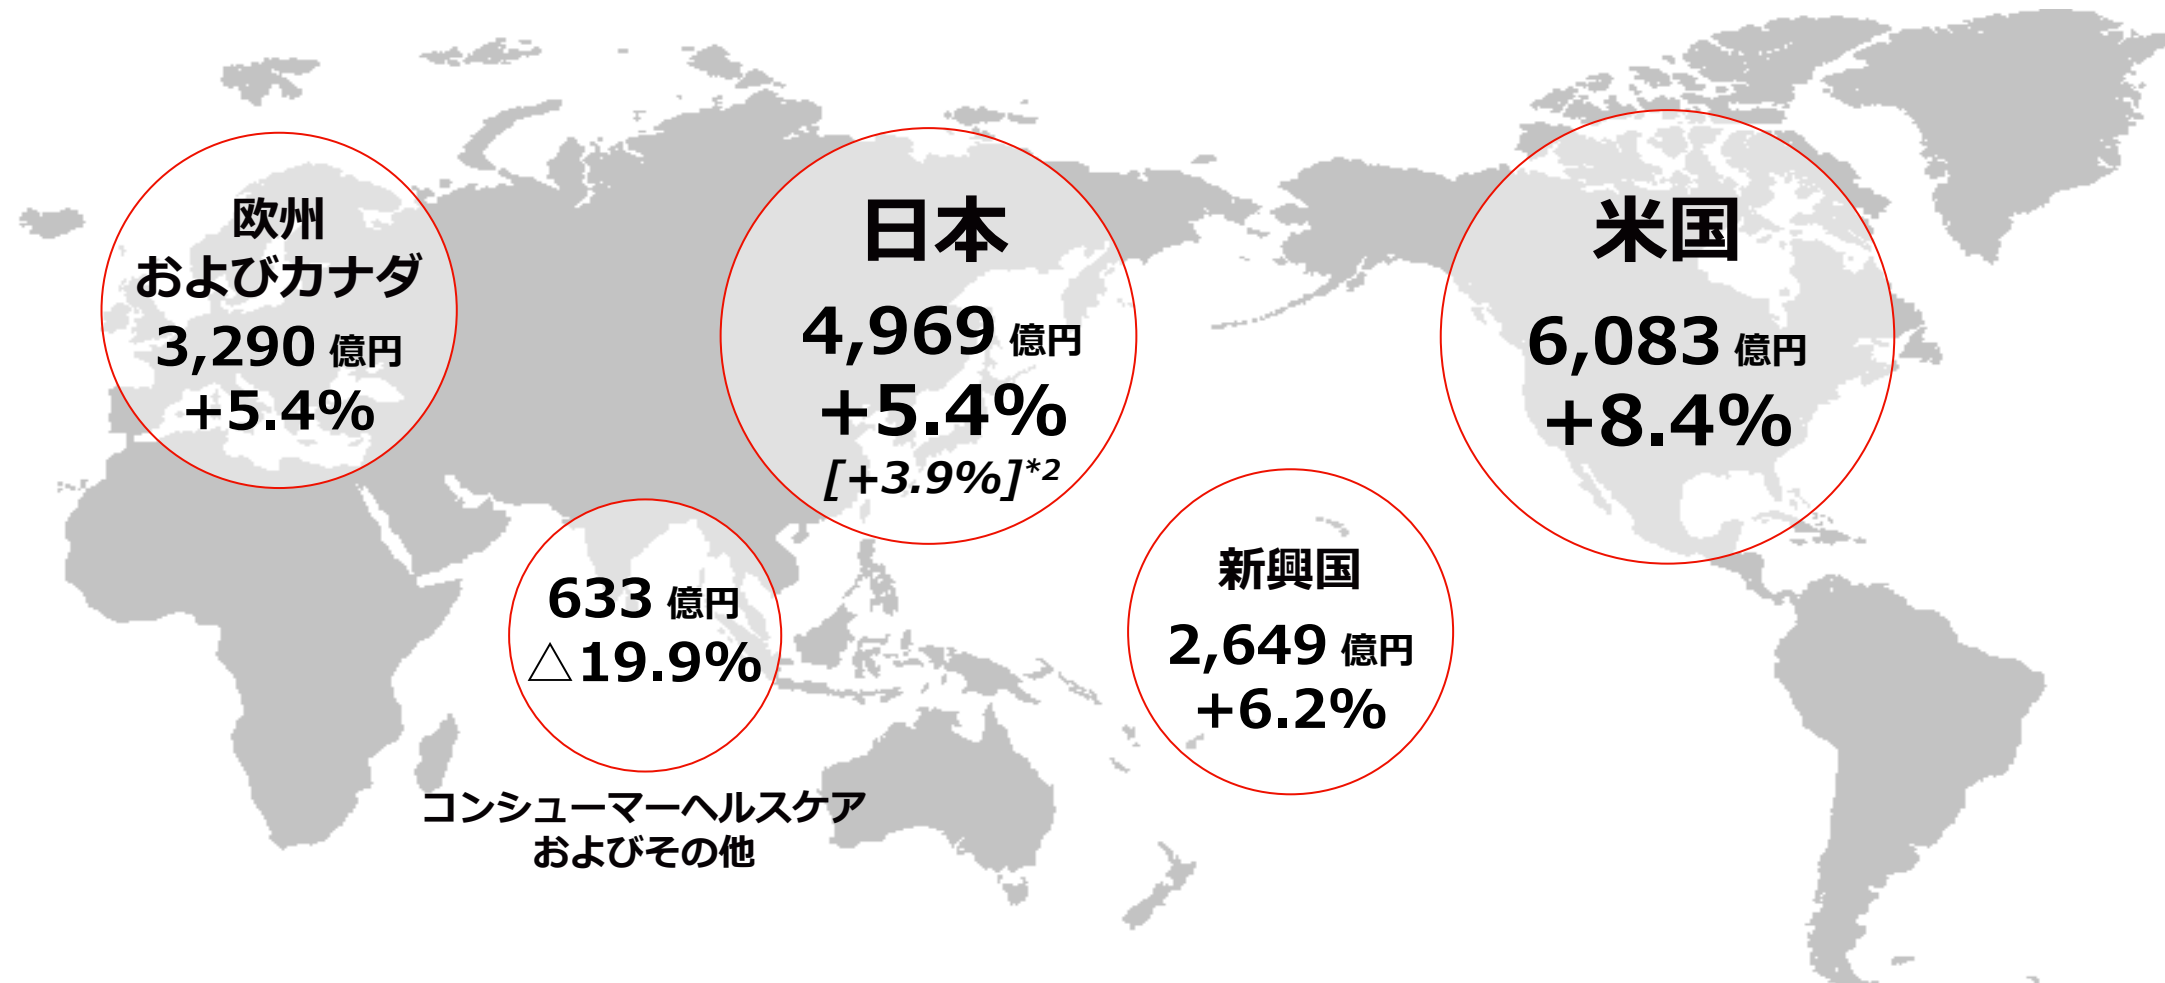 欧州
およびカナダ
3,290 億円
+5.4%
日本
4,969 億円
+5.4%
[+3.9%]*2
米国
6,083 億円
+8.4%
633 億円
△19.9%
コンシューマーヘルスケア
およびその他
新興国
2,649 億円
+6.2%